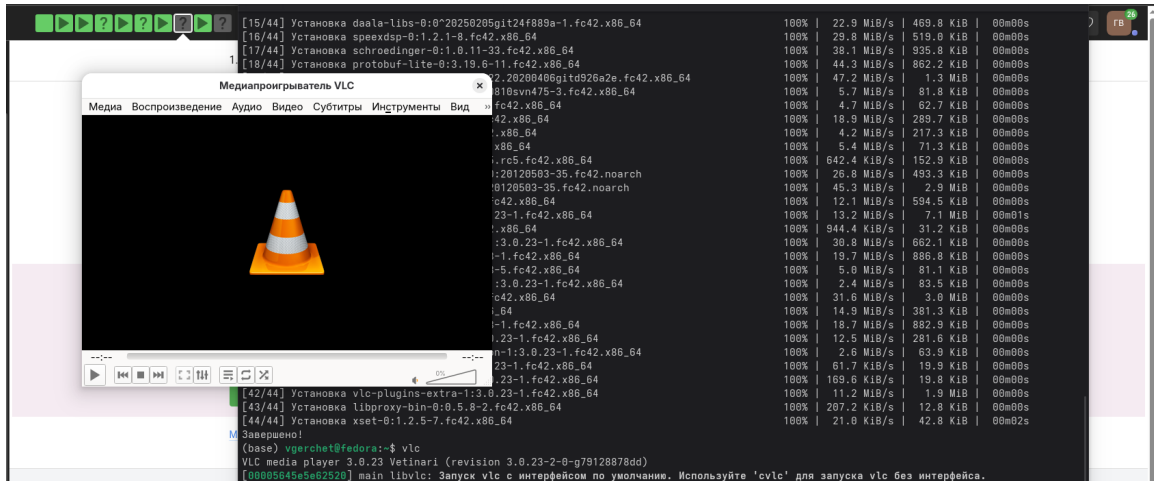 ? ? ? ?
ГВ
26
1.
[15/44] Установка daala-libs-0:0^20250205git24f889a-1.fc42.x86_64 100% | 22.9 MiB/s | 469.8 KiB | 00m00s
[16/44] Установка speexdsp-0:1.2.1-8.fc42.x86_64 100% | 29.8 MiB/s | 519.0 KiB | 00m00s
[17/44] Установка schroedinger-0:1.0.11-33.fc42.x86_64 100% | 38.1 MiB/s | 935.8 KiB | 00m00s
[18/44] Установка protobuf-lite-0:3.19.6-11.fc42.x86_64 100% | 44.3 MiB/s | 862.2 KiB | 00m00s
Медиапроигрыватель VLC ×
Медиа Воспроизведение Аудио Видео Субтитры Инструменты Вид »
22.20200406gitd926a2e.fc42.x86_64 100% | 47.2 MiB/s | 1.3 MiB | 00m00s
810svn475-3.fc42.x86_64 100% | 5.7 MiB/s | 81.8 KiB | 00m00s
fc42.x86_64 100% | 4.7 MiB/s | 62.7 KiB | 00m00s
42.x86_64 100% | 18.9 MiB/s | 289.7 KiB | 00m00s
.x86_64 100% | 4.2 MiB/s | 217.3 KiB | 00m00s
x86_64 100% | 5.4 MiB/s | 71.3 KiB | 00m00s
.rc5.fc42.x86_64 100% | 642.4 KiB/s | 152.9 KiB | 00m00s
:20120503-35.fc42.noarch 100% | 26.8 MiB/s | 493.3 KiB | 00m00s
0120503-35.fc42.noarch 100% | 45.3 MiB/s | 2.9 MiB | 00m00s
fc42.x86_64 100% | 12.1 MiB/s | 594.5 KiB | 00m00s
23-1.fc42.x86_64 100% | 13.2 MiB/s | 7.1 MiB | 00m01s
.x86_64 100% | 944.4 KiB/s | 31.2 KiB | 00m00s
:3.0.23-1.fc42.x86_64 100% | 30.8 MiB/s | 662.1 KiB | 00m00s
-1.fc42.x86_64 100% | 19.7 MiB/s | 886.8 KiB | 00m00s
-5.fc42.x86_64 100% | 5.0 MiB/s | 81.1 KiB | 00m00s
:3.0.23-1.fc42.x86_64 100% | 2.4 MiB/s | 83.5 KiB | 00m00s
fc42.x86_64 100% | 31.6 MiB/s | 3.0 MiB | 00m00s
_64 100% | 14.9 MiB/s | 381.3 KiB | 00m00s
-1.fc42.x86_64 100% | 18.7 MiB/s | 882.9 KiB | 00m00s
.23-1.fc42.x86_64 100% | 12.5 MiB/s | 281.6 KiB | 00m00s
n-1:3.0.23-1.fc42.x86_64 100% | 2.6 MiB/s | 63.9 KiB | 00m00s
23-1.fc42.x86_64 100% | 61.7 KiB/s | 19.9 KiB | 00m00s
.23-1.fc42.x86_64 100% | 169.6 KiB/s | 19.8 KiB | 00m00s
--:-- --:--
0%
[42/44] Установка vlc-plugins-extra-1:3.0.23-1.fc42.x86_64 100% | 11.2 MiB/s | 1.9 MiB | 00m00s
[43/44] Установка libproxy-bin-0:0.5.8-2.fc42.x86_64 100% | 207.2 KiB/s | 12.8 KiB | 00m00s
[44/44] Установка xset-0:1.2.5-7.fc42.x86_64 100% | 21.0 KiB/s | 42.8 KiB | 00m02s
Завершено!
(base) vgerchet@fedora:~$ vlc
VLC media player 3.0.23 Vetinari (revision 3.0.23-2-0-g79128878dd)
[00005645e5e62520] main libvlc: Запуск vlc с интерфейсом по умолчанию. Используйте 'cvlc' для запуска vlc без интерфейса.